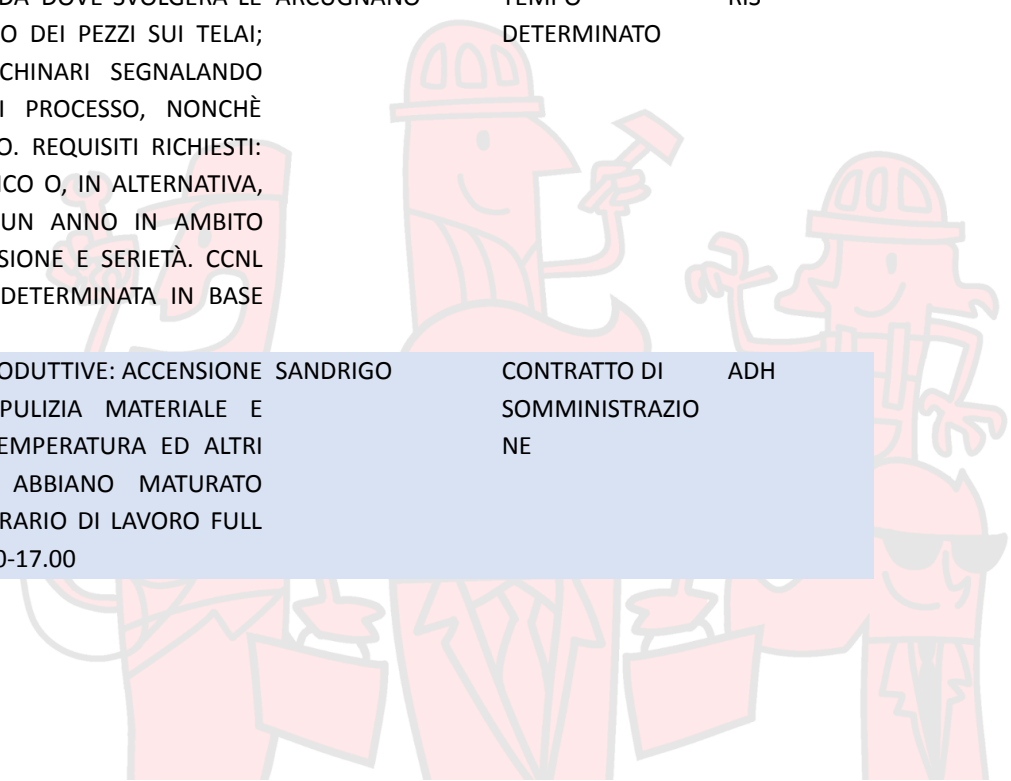 DA DOVE SVOLGERÀ LE ARCUGNANO TEMPO RIS
O DEI PEZZI SUI TELAI; DETERMINATO
CHINARI SEGNALANDO
I PROCESSO, NONCHÈ
O. REQUISITI RICHIESTI:
ICO O, IN ALTERNATIVA,
UN ANNO IN AMBITO
SIONE E SERIETÀ. CCNL
DETERMINATA IN BASE
ODUTTIVE: ACCENSIONE SANDRIGO CONTRATTO DI ADH
PULIZIA MATERIALE E SOMMINISTRAZIO
EMPERATURA ED ALTRI NE
ABBIANO MATURATO
RARIO DI LAVORO FULL
0-17.00